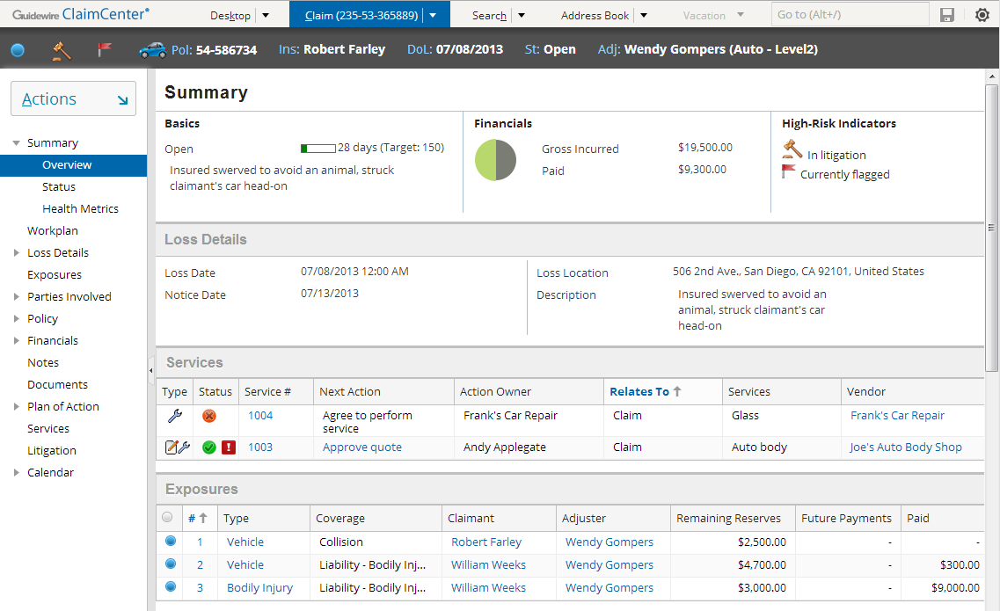 Guidewire ClaimCenter®
Desktop
Claim (235-53-365889)
Search
Address Book
Vacation
Go to (Alt+/)
Pol: 54-586734
Ins: Robert Farley
DoL: 07/08/2013
St: Open
Adj: Wendy Gompers (Auto - Level2)
Actions
Summary
Overview
Status
Health Metrics
Workplan
Loss Details
Exposures
Parties Involved
Policy
Financials
Notes
Documents
Plan of Action
Services
Litigation
Calendar
Summary
Basics
Open 28 days (Target: 150)
Insured swerved to avoid an animal, struck
claimant's car head-on
Financials
Gross Incurred $19,500.00
Paid $9,300.00
High-Risk Indicators
In litigation
Currently flagged
Loss Details
Loss Date 07/08/2013 12:00 AM
Notice Date 07/13/2013
Loss Location 506 2nd Ave., San Diego, CA 92101, United States
Description Insured swerved to avoid an
animal, struck claimant's car
head-on
Services
Type Status Service # Next Action Action Owner Relates To Services Vendor
1004 Agree to perform Frank's Car Repair Claim Glass Frank's Car Repair
service
1003 Approve quote Andy Applegate Claim Auto body Joe's Auto Body Shop
Exposures
# Type Coverage Claimant Adjuster Remaining Reserves Future Payments Paid
1 Vehicle Collision Robert Farley Wendy Gompers $2,500.00 - -
2 Vehicle Liability - Bodily Inj... William Weeks Wendy Gompers $4,700.00 - $300.00
3 Bodily Injury Liability - Bodily Inj... William Weeks Wendy Gompers $3,000.00 - $9,000.00